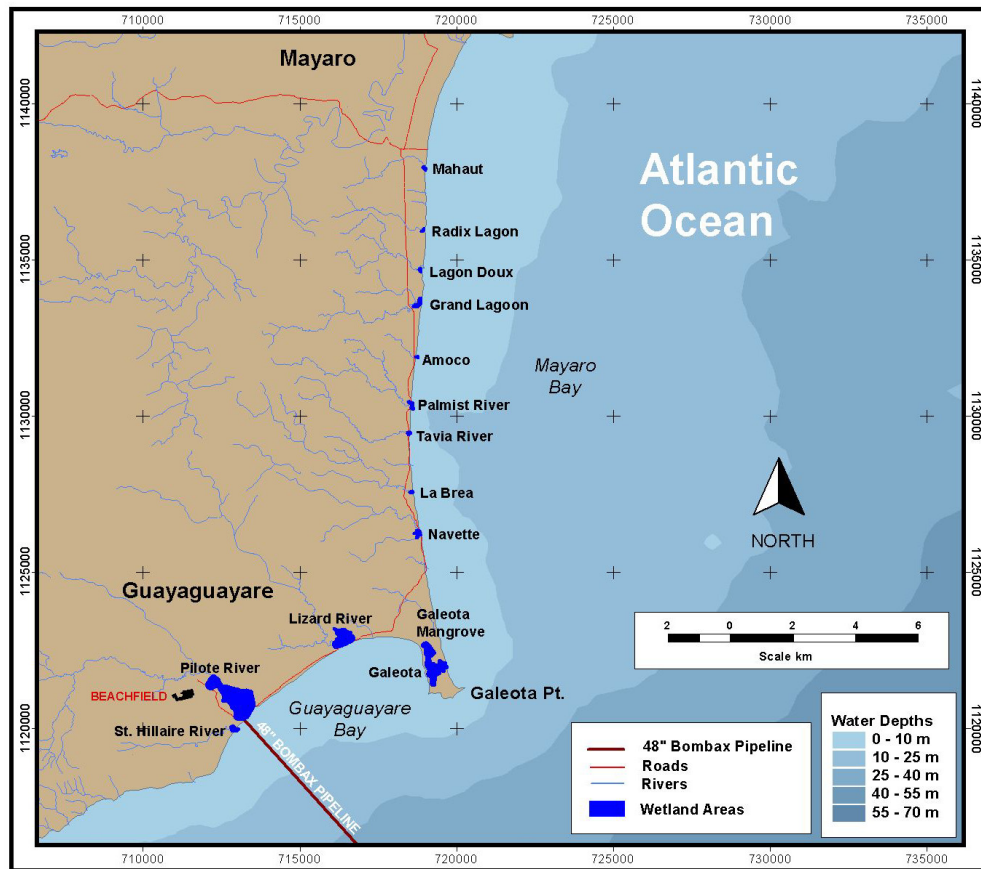 710000 715000 720000 725000 730000 735000
Mayaro
1140000
1140000
Atlantic
Ocean
Mahaut
Radix Lagon
1135000
1135000
Lagon Doux
Grand Lagoon
Amoco
Mayaro
Bay
Palmist River
1130000
1130000
Tavia River
La Brea
Navette
NORTH
1125000
1125000
Guayaguayare
Lizard River
Galeota
Mangrove
2 0 2 4 6
Scale km
Pilote River
Galeota
BEACHFIELD
Galeota Pt.
Guayaguayare
Bay
St. Hillaire River
1120000
1120000
48" BOMBAX PIPELINE
48" Bombax Pipeline
Roads
Rivers
Wetland Areas
Water Depths
0 - 10 m
10 - 25 m
25 - 40 m
40 - 55 m
55 - 70 m
710000 715000 720000 725000 730000 735000